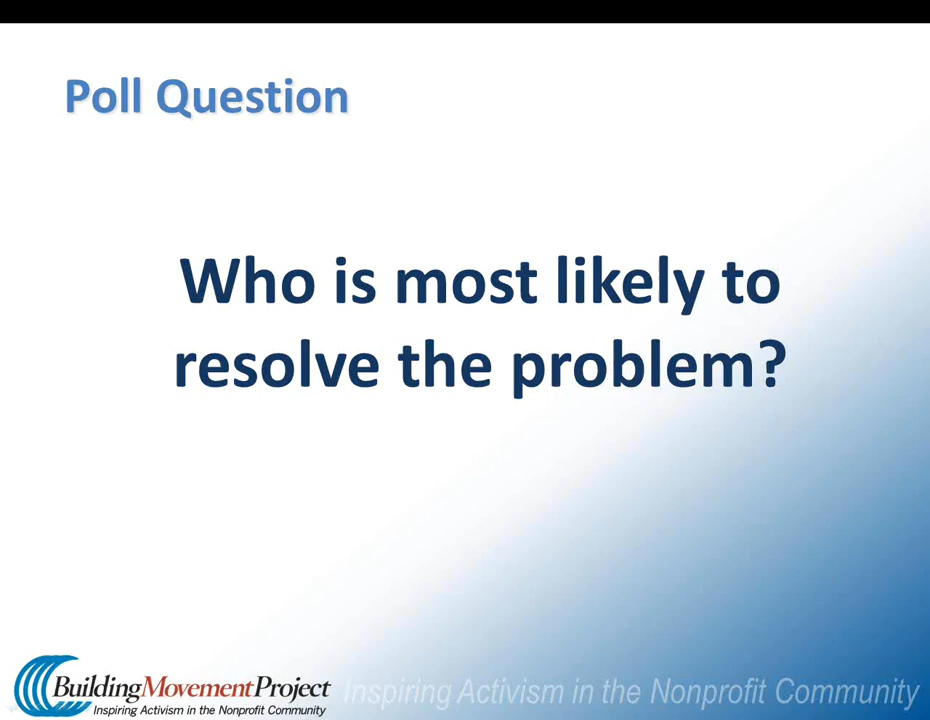 Poll Question
Who is most likely to
resolve the problem?
BuildingMovementProject
Inspiring Activism in the Nonprofit Community
Inspiring Activism in the Nonprofit Community